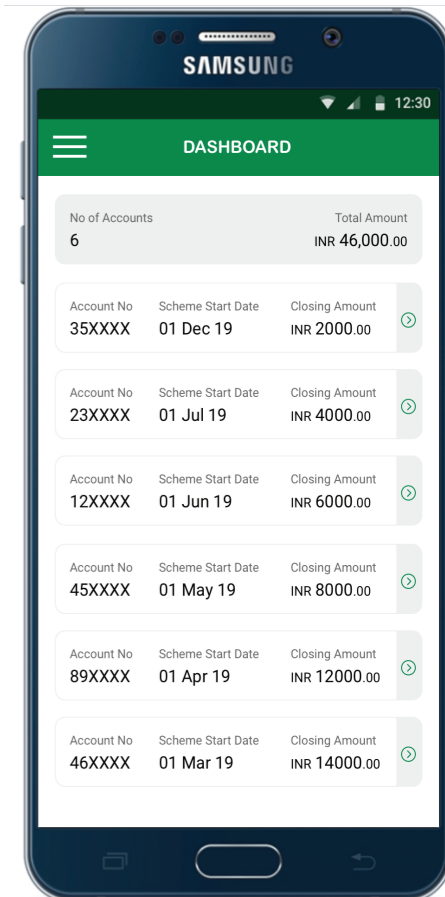 SAMSUNG
12:30
DASHBOARD
No of Accounts Total Amount
6 INR 46,000.00
Account No Scheme Start Date Closing Amount
35XXXX 01 Dec 19 INR 2000.00
Account No Scheme Start Date Closing Amount
23XXXX 01 Jul 19 INR 4000.00
Account No Scheme Start Date Closing Amount
12XXXX 01 Jun 19 INR 6000.00
Account No Scheme Start Date Closing Amount
45XXXX 01 May 19 INR 8000.00
Account No Scheme Start Date Closing Amount
89XXXX 01 Apr 19 INR 12000.00
Account No Scheme Start Date Closing Amount
46XXXX 01 Mar 19 INR 14000.00